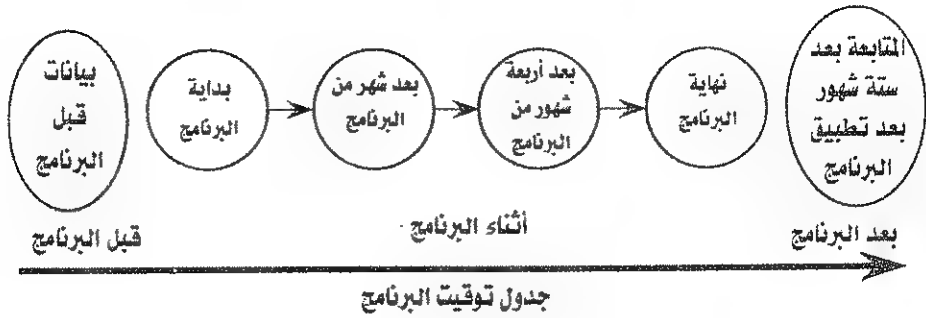 بيانات
قبل
البرنامج
بداية
البرنامج
بعد شهر من
البرنامج
بعد أربعة
شهور من
البرنامج
نهاية
البرنامج
المتابعة بعد
ستة شهور
بعد تطبيق
البرنامج
قبل البرنامج
أثناء البرنامج
بعد البرنامج
جدول توقيت البرنامج